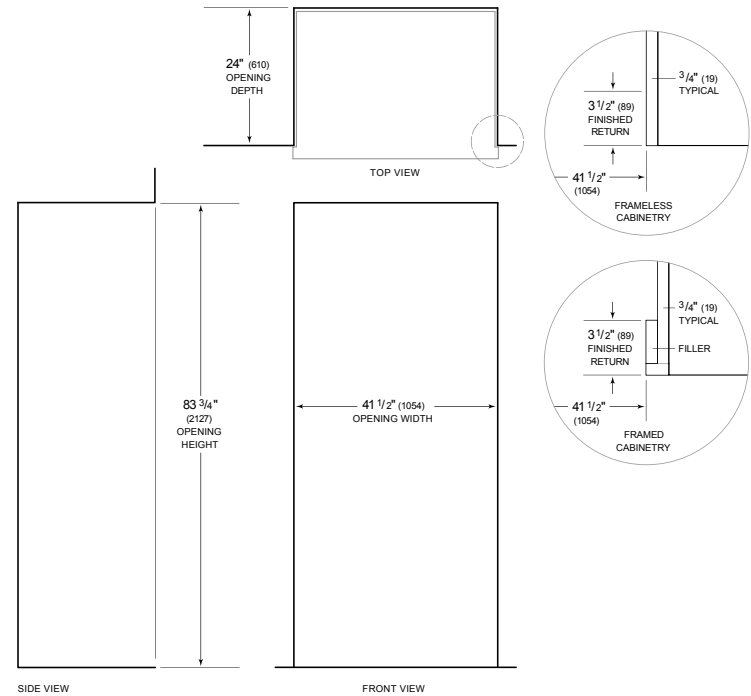 24" (610)
OPENING
DEPTH
TOP VIEW
3 1/2" (89)
FINISHED
RETURN
3/4" (19)
TYPICAL
41 1/2"
(1054)
FRAMELESS
CABINETRY
3 1/2" (89)
FINISHED
RETURN
3/4" (19)
TYPICAL
FILLER
41 1/2"
(1054)
FRAMED
CABINETRY
83 3/4"
(2127)
OPENING
HEIGHT
41 1/2" (1054)
OPENING WIDTH
SIDE VIEW
FRONT VIEW